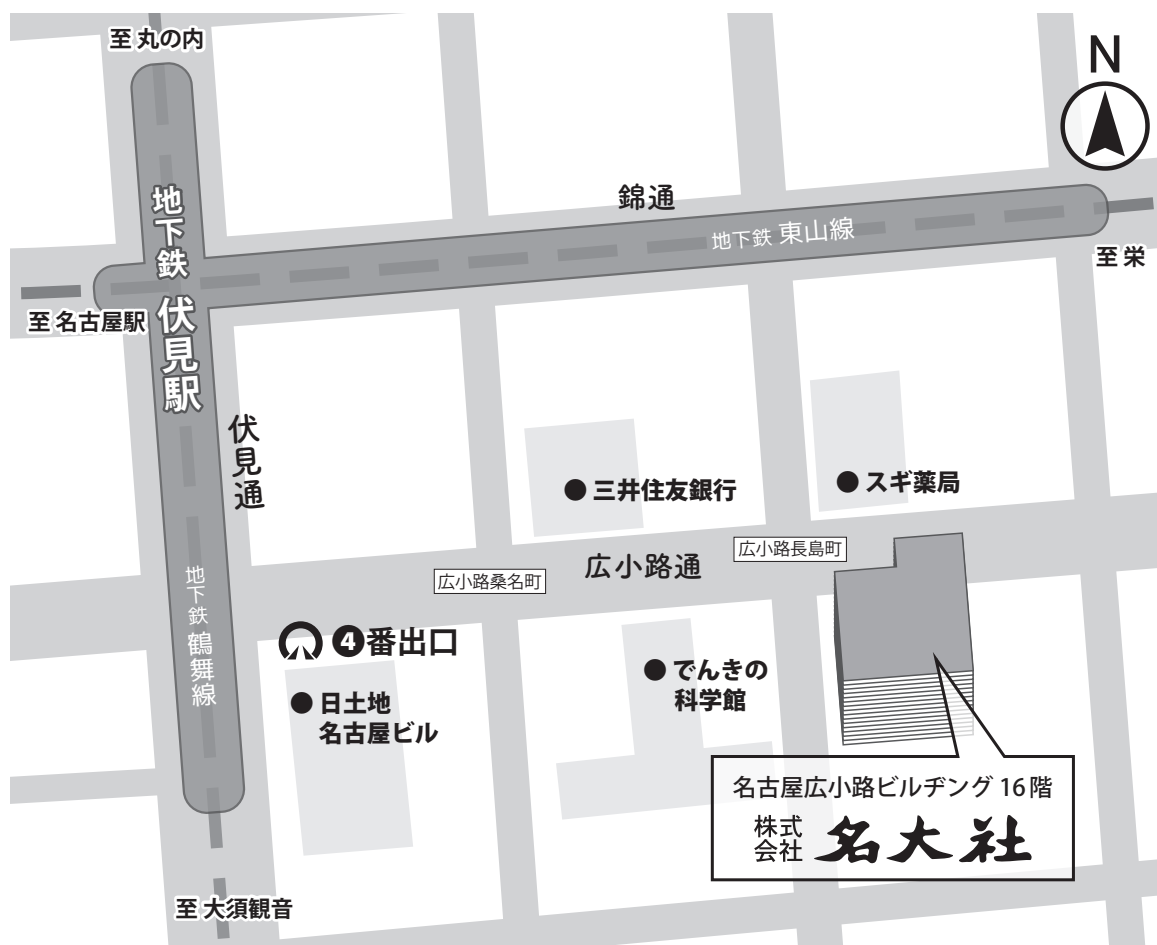 至 丸の内
N
錦通
地下鉄 東山線
至 栄
至 名古屋駅
地下鉄 伏見駅
伏見通
三井住友銀行
スギ薬局
広小路長島町
広小路通
広小路桑名町
地下鉄 鶴舞線
4番出口
日土地
名古屋ビル
でんきの
科学館
名古屋広小路ビルヂング 16階
株式
会社
名大社
至 大須観音